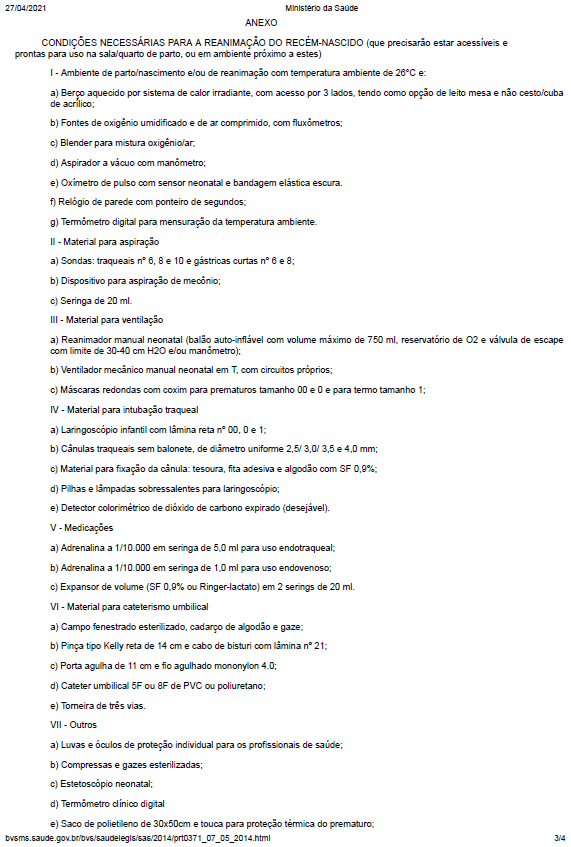 27/04/2021 Ministério da Saúde
ANEXO
CONDIÇÕES NECESSÁRIAS PARA A REANIMAÇÃO DO RECÉM-NASCIDO (que precisarão estar acessíveis e
prontas para uso na sala/quarto de parto, ou em ambiente próximo a estes)
I - Ambiente de parto/nascimento e/ou de reanimação com temperatura ambiente de 26°C e:
a) Berço aquecido por sistema de calor irradiante, com acesso por 3 lados, tendo como opção de leito mesa e não cesto/cuba
de acrílico;
b) Fontes de oxigênio umidificado e de ar comprimido, com fluxômetros;
c) Blender para mistura oxigênio/ar;
d) Aspirador a vácuo com manômetro;
e) Oxímetro de pulso com sensor neonatal e bandagem elástica escura.
f) Relógio de parede com ponteiro de segundos;
g) Termômetro digital para mensuração da temperatura ambiente.
II - Material para aspiração
a) Sondas: traqueais nº 6, 8 e 10 e gástricas curtas nº 6 e 8;
b) Dispositivo para aspiração de mecônio;
c) Seringa de 20 ml.
III - Material para ventilação
a) Reanimador manual neonatal (balão auto-inflável com volume máximo de 750 ml, reservatório de O2 e válvula de escape
com limite de 30-40 cm H2O e/ou manômetro);
b) Ventilador mecânico manual neonatal em T, com circuitos próprios;
c) Máscaras redondas com coxim para prematuros tamanho 00 e 0 e para termo tamanho 1;
IV - Material para intubação traqueal
a) Laringoscópio infantil com lâmina reta nº 00, 0 e 1;
b) Cânulas traqueais sem balonete, de diâmetro uniforme 2,5/ 3,0/ 3,5 e 4,0 mm;
c) Material para fixação da cânula: tesoura, fita adesiva e algodão com SF 0,9%;
d) Pilhas e lâmpadas sobressalentes para laringoscópio;
e) Detector colorimétrico de dióxido de carbono expirado (desejável).
V - Medicações
a) Adrenalina a 1/10.000 em seringa de 5,0 ml para uso endotraqueal;
b) Adrenalina a 1/10.000 em seringa de 1,0 ml para uso endovenoso;
c) Expansor de volume (SF 0,9% ou Ringer-lactato) em 2 serings de 20 ml.
VI - Material para cateterismo umbilical
a) Campo fenestrado esterilizado, cadarço de algodão e gaze;
b) Pinça tipo Kelly reta de 14 cm e cabo de bisturi com lâmina nº 21;
c) Porta agulha de 11 cm e fio agulhado mononylon 4.0;
d) Cateter umbilical 5F ou 8F de PVC ou poliuretano;
e) Torneira de três vias.
VII - Outros
a) Luvas e óculos de proteção individual para os profissionais de saúde;
b) Compressas e gazes esterilizadas;
c) Estetoscópio neonatal;
d) Termômetro clínico digital
e) Saco de polietileno de 30x50cm e touca para proteção térmica do prematuro;
bvsms.saude.gov.br/bvs/saudelegis/sas/2014/prt0371_07_05_2014.html 3/4